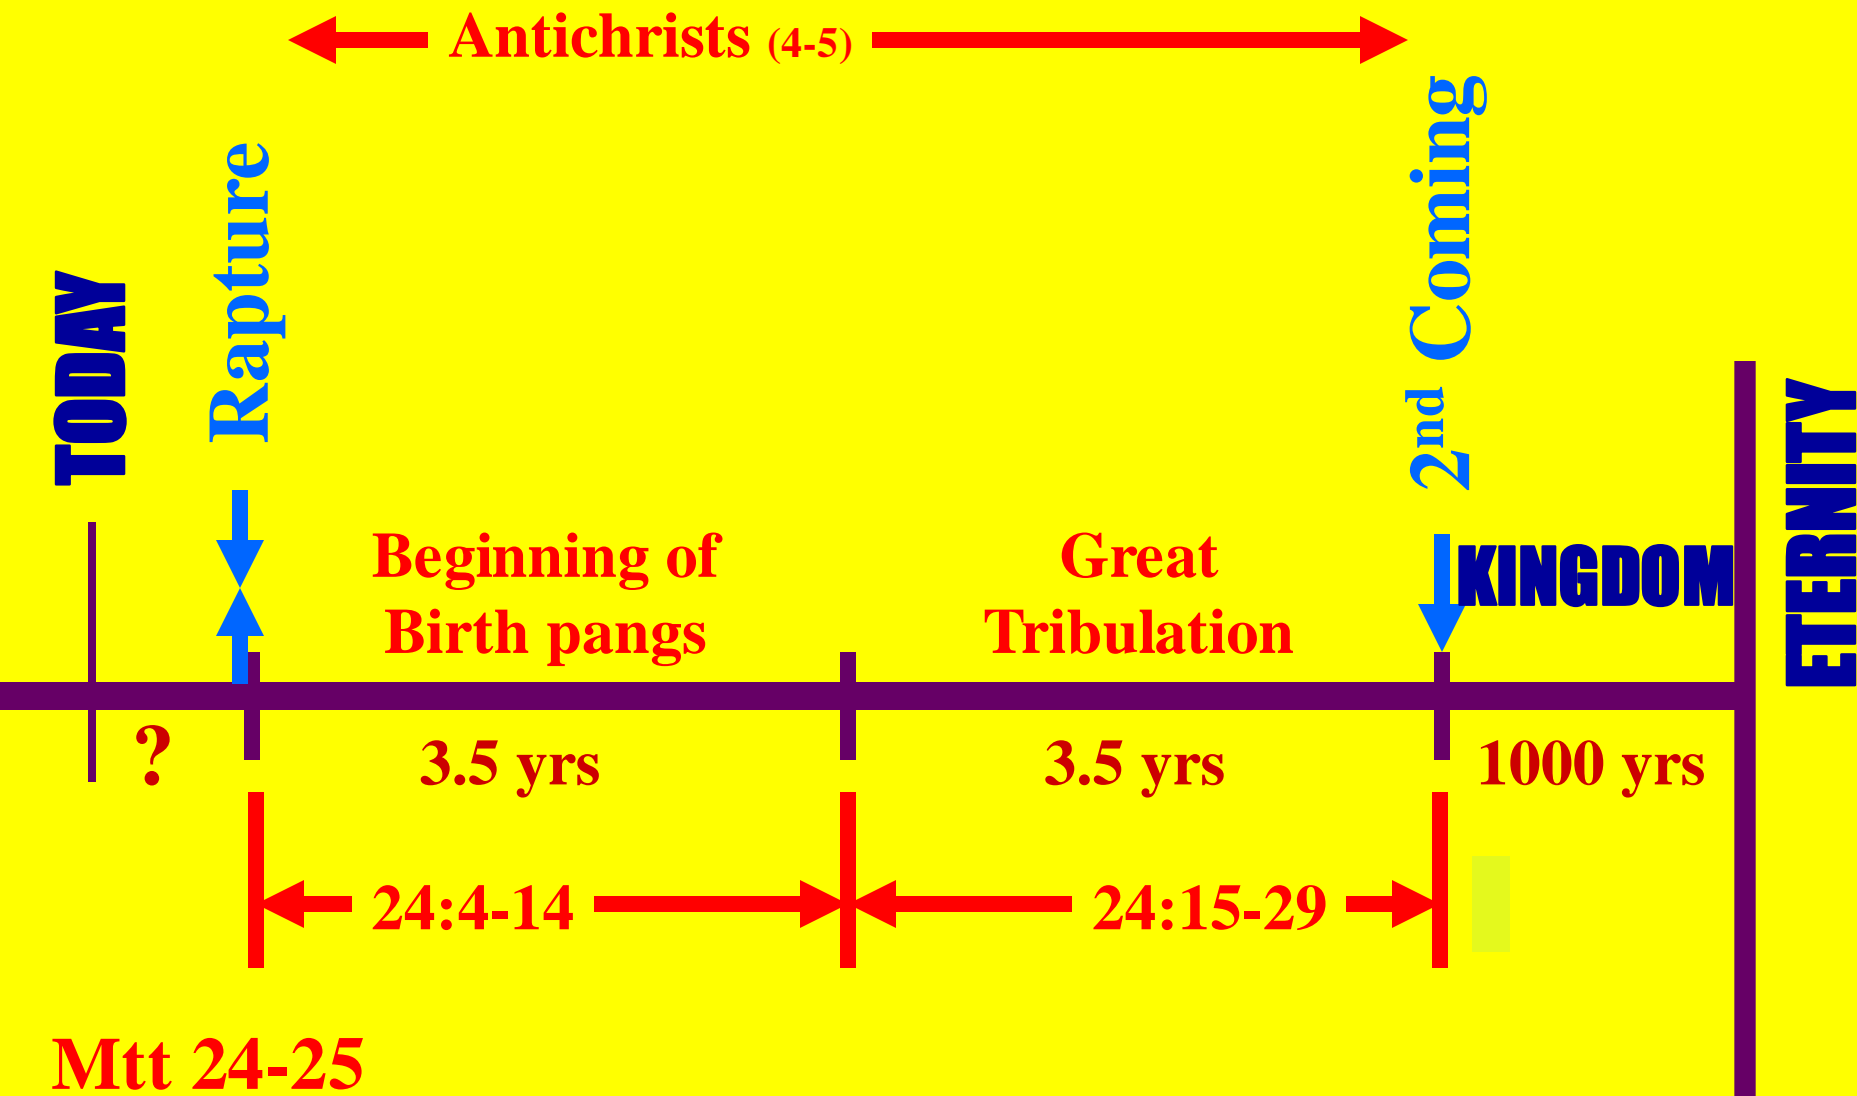 Antichrists (4-5)
TODAY
Rapture
2nd Coming
Beginning of
Birth pangs
Great
Tribulation
KINGDOM
ETERNITY
?
3.5 yrs
3.5 yrs
1000 yrs
24:4-14
24:15-29
Mtt 24-25